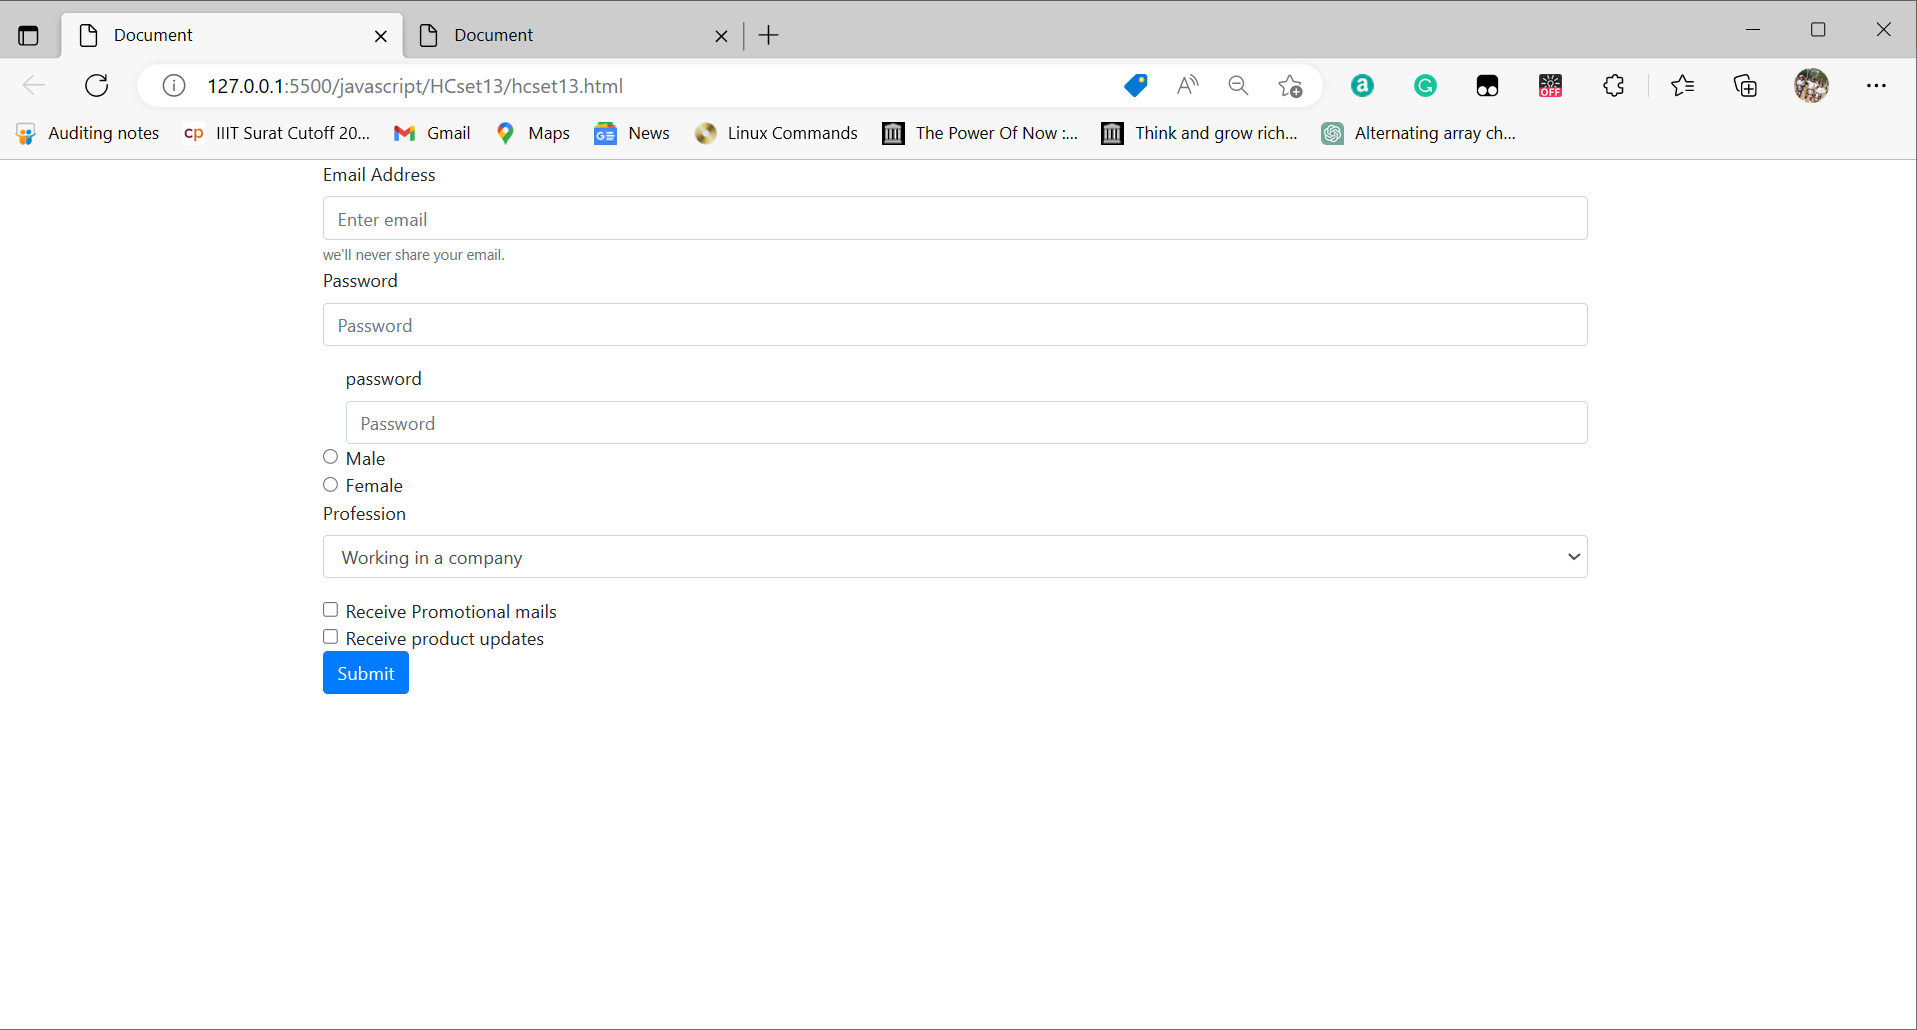 Document Document
127.0.0.1:5500/javascript/HCset13/hcset13.html A a G OFF
Auditing notes cp IIIT Surat Cutoff 20... Gmail Maps GE News Linux Commands The Power Of Now :... Think and grow rich... Alternating array ch...
Email Address
Enter email
we'll never share your email.
Password
Password
password
Password
Male
Female
Profession
Working in a company
Receive Promotional mails
Receive product updates
Submit